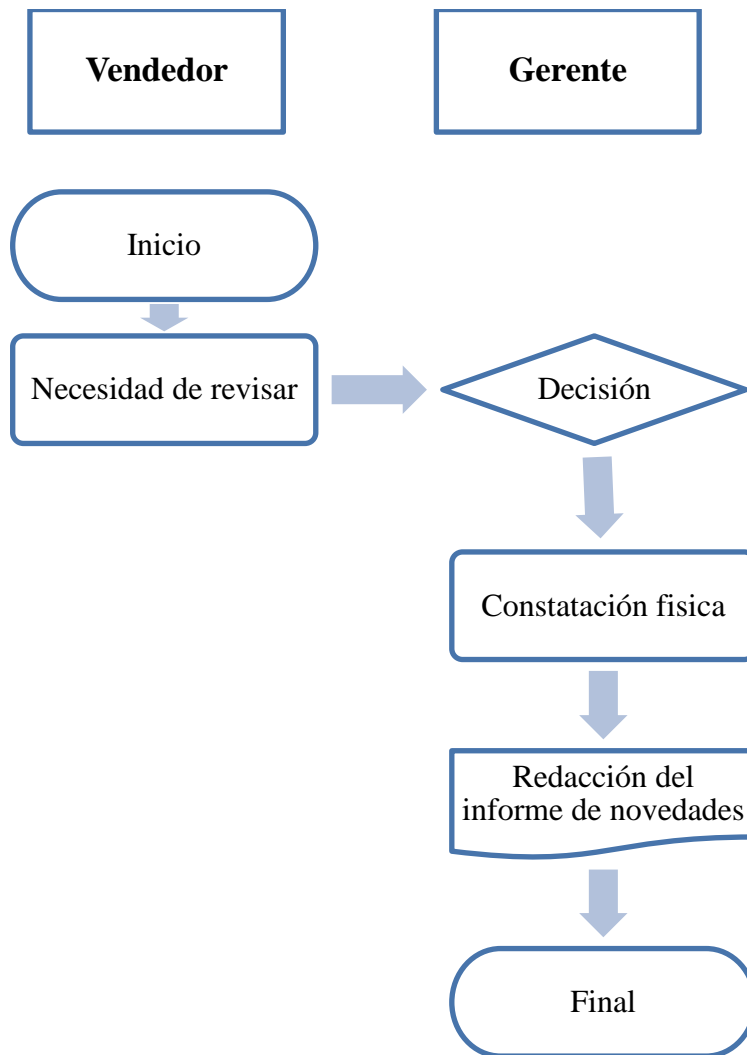 Vendedor
Gerente
Inicio
Necesidad de revisar
Decisión
Constatación fisica
Redacción del
informe de novedades
Final